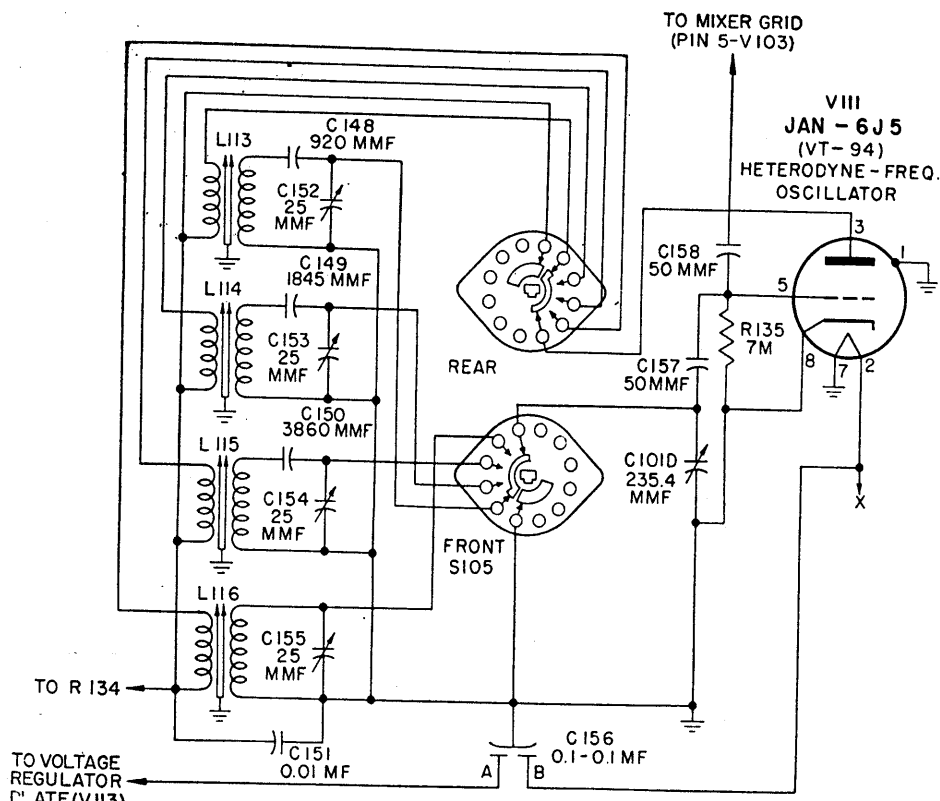 TO MIXER GRID
(PIN 5-V103)
V111
JAN - 6J5
(VT-94)
HETERODYNE-FREQ.
OSCILLATOR
L113
C148
920 MMF
C152
25
MMF
C149
1845 MMF
L114
C153
25
MMF
C150
3860 MMF
L115
C154
25
MMF
L116
C155
25
MMF
REAR
FRONT
S105
C158
50 MMF
C157
50MMF
R135
7M
C101D
235.4
MMF
3
1
5
8
7
2
X
TO R134
C151
0.01 MF
C156
0.1-0.1 MF
A
B
TO VOLTAGE
REGULATOR
PLATE (V113)